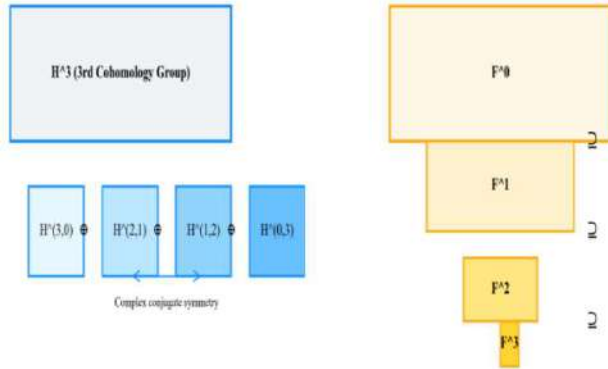 H^3 (3rd Cohomology Group)
H^(3,0) ⊕ H^(2,1) ⊕ H^(1,2) ⊕ H^(0,3)
Complex conjugate symmetry
F^0
⊇
F^1
⊇
F^2
⊇
F^3